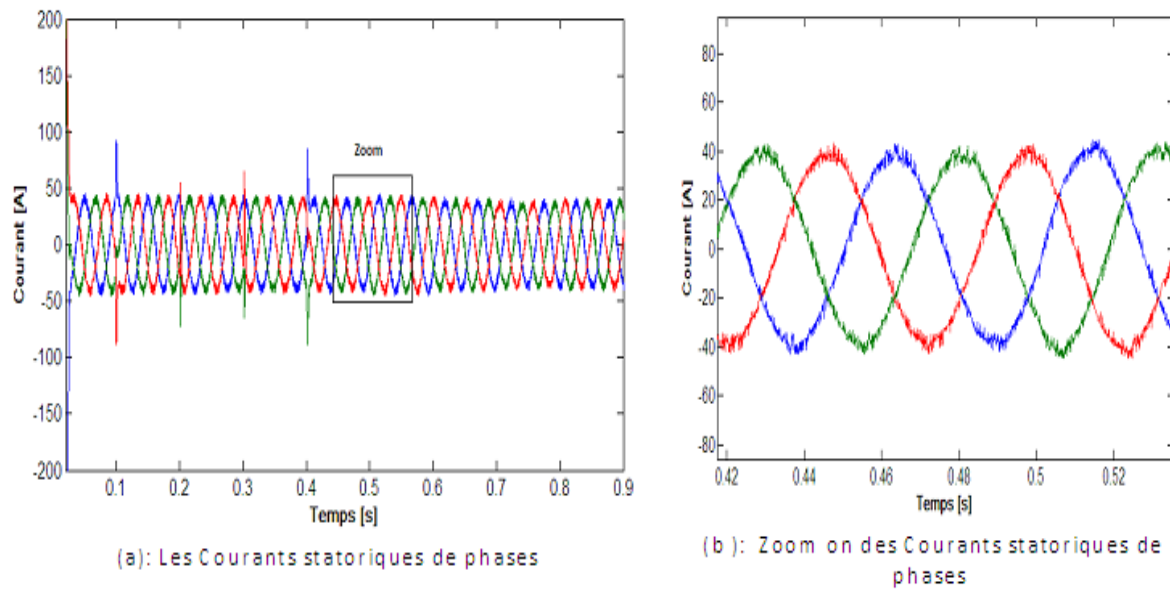 200
150
100
50
0
-50
-100
-150
-200
Courant [A]
Zoom
0.1 0.2 0.3 0.4 0.5 0.6 0.7 0.8 0.9
Temps [s]
(a): Les Courants statoriques de phases
80
60
40
20
0
-20
-40
-60
-80
Courant [A]
0.42 0.44 0.46 0.48 0.5 0.52
Temps [s]
(b ): Zoom on des Courants statoriques de
phases